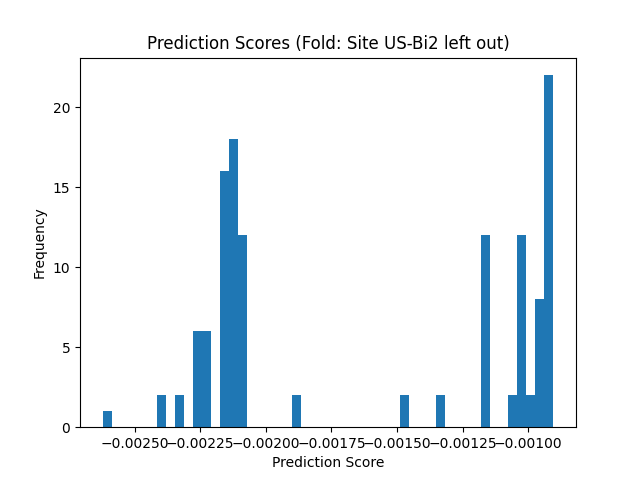 Prediction Scores (Fold: Site US-Bi2 left out)
Frequency
20
15
10
5
0
−0.00250 −0.00225 −0.00200 −0.00175 −0.00150 −0.00125 −0.00100
Prediction Score